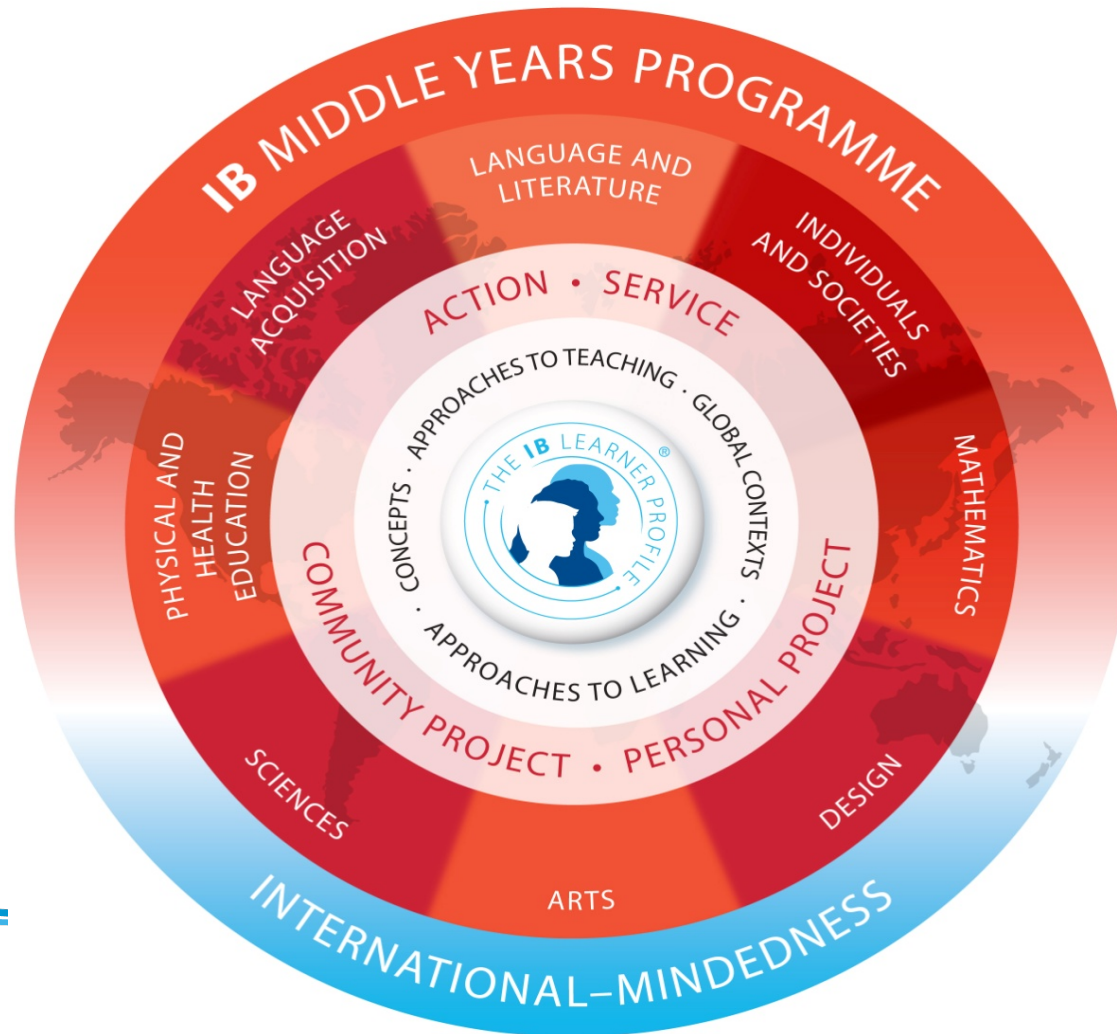 IB MIDDLE YEARS PROGRAMME
LANGUAGE AND
LITERATURE
INDIVIDUALS
AND SOCIETIES
MATHEMATICS
DESIGN
ARTS
SCIENCES
PHYSICAL AND
HEALTH
EDUCATION
LANGUAGE
ACQUISITION
ACTION · SERVICE
PERSONAL PROJECT
· COMMUNITY PROJECT
APPROACHES TO TEACHING · GLOBAL CONTEXTS ·
APPROACHES TO LEARNING · CONCEPTS ·
THE IB LEARNER PROFILE ®
INTERNATIONAL–MINDEDNESS